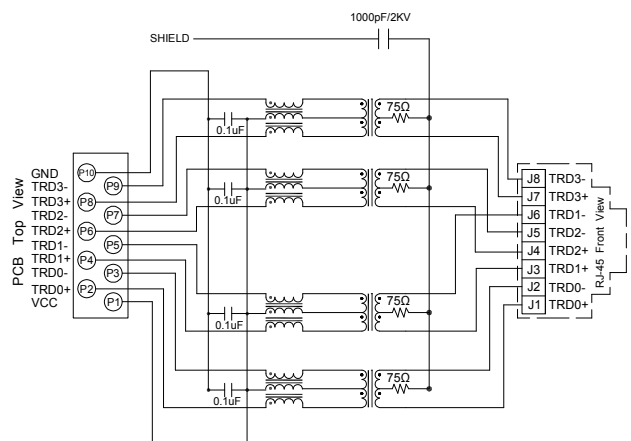 1000pF/2KV
SHIELD
75Ω
0.1uF
75Ω
0.1uF
75Ω
0.1uF
75Ω
0.1uF
PCB Top View
GND
TRD3-
TRD3+
TRD2-
TRD2+
TRD1-
TRD1+
TRD0-
TRD0+
VCC
P10
P9
P8
P7
P6
P5
P4
P3
P2
P1
J8 TRD3-
J7 TRD3+
J6 TRD1-
J5 TRD2-
J4 TRD2+
J3 TRD1+
J2 TRD0-
J1 TRD0+
RJ-45 Front View